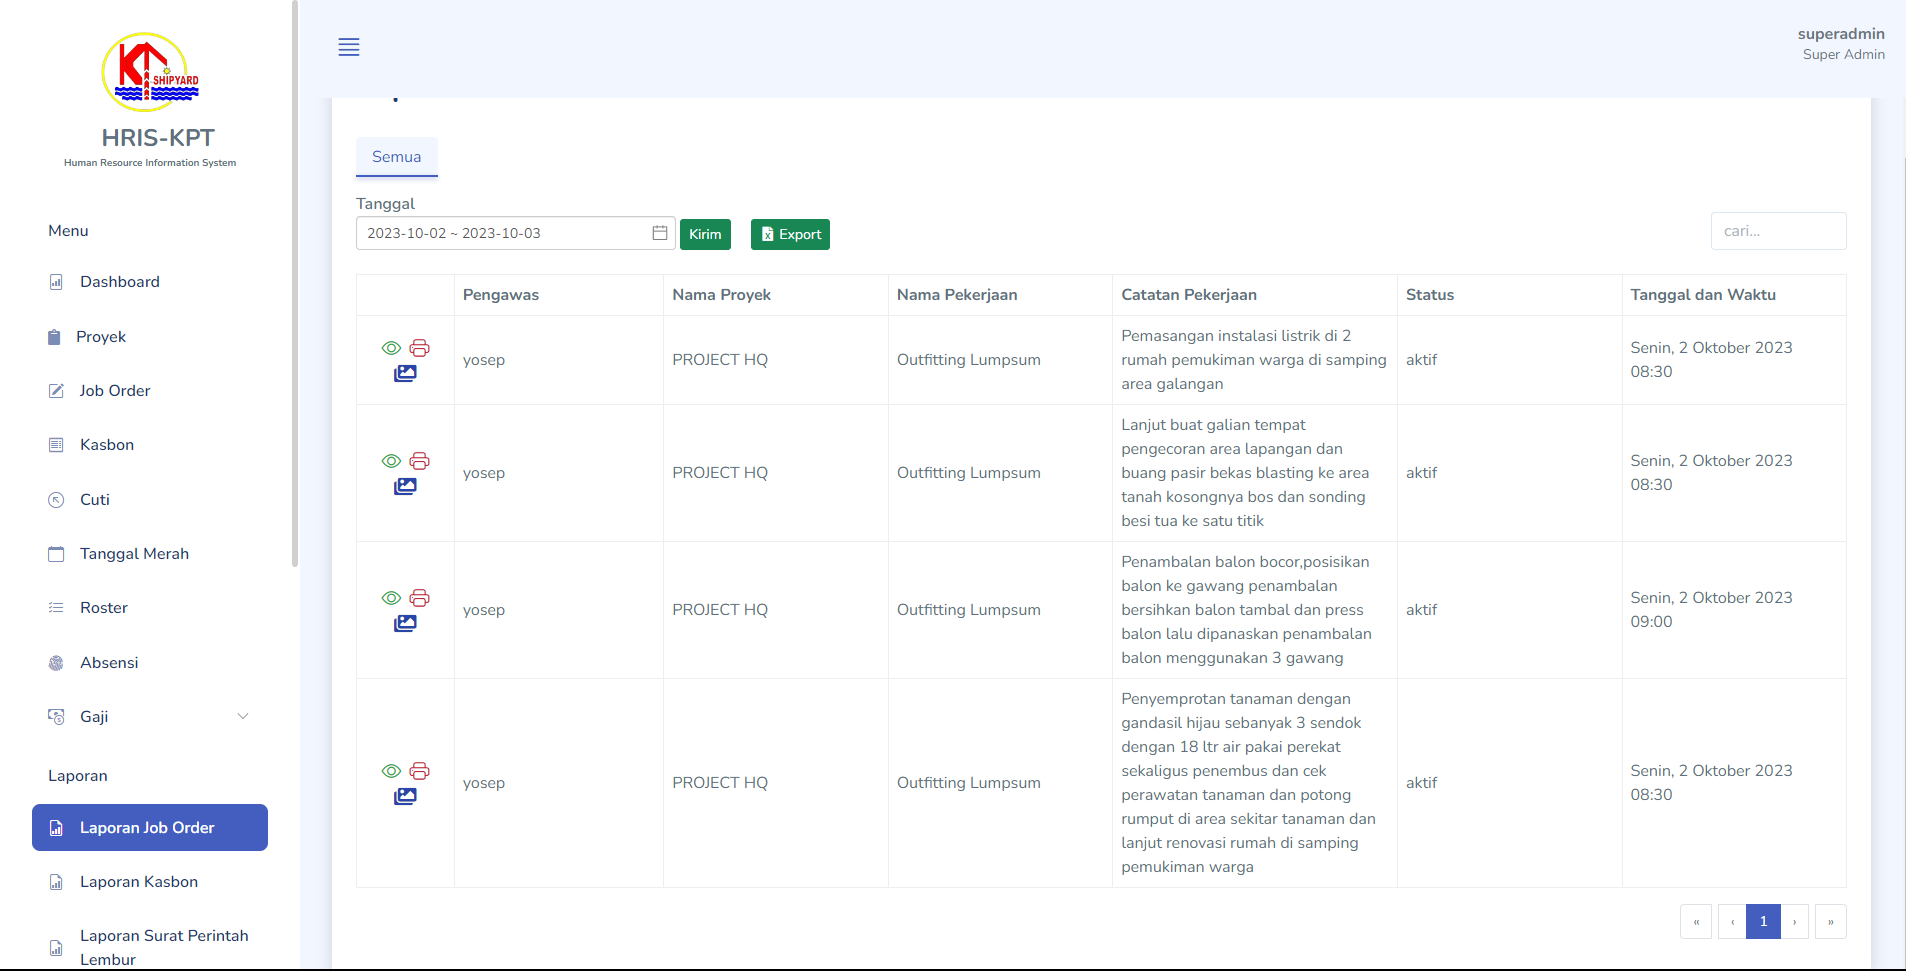 KT
SHIPYARD
HRIS-KPT
Human Resource Information System
Menu
Dashboard
Proyek
Job Order
Kasbon
Cuti
Tanggal Merah
Roster
Absensi
Gaji
Laporan
Laporan Job Order
Laporan Kasbon
Laporan Surat Perintah
Lembur
superadmin
Super Admin
Semua
Tanggal
2023-10-02 ~ 2023-10-03
Kirim
Export
cari...
Pengawas Nama Proyek Nama Pekerjaan Catatan Pekerjaan Status Tanggal dan Waktu
yosep
PROJECT HQ
Outfitting Lumpsum
Pemasangan instalasi listrik di 2
rumah pemukiman warga di samping
area galangan
aktif
Senin, 2 Oktober 2023
08:30
yosep
PROJECT HQ
Outfitting Lumpsum
Lanjut buat galian tempat
pengecoran area lapangan dan
buang pasir bekas blasting ke area
tanah kosongnya bos dan sonding
besi tua ke satu titik
aktif
Senin, 2 Oktober 2023
08:30
yosep
PROJECT HQ
Outfitting Lumpsum
Penambalan balon bocor,posisikan
balon ke gawang penambalan
bersihkan balon tambal dan press
balon lalu dipanaskan penambalan
balon menggunakan 3 gawang
aktif
Senin, 2 Oktober 2023
09:00
yosep
PROJECT HQ
Outfitting Lumpsum
Penyemprotan tanaman dengan
gandasil hijau sebanyak 3 sendok
dengan 18 ltr air pakai perekat
sekaligus penembus dan cek
perawatan tanaman dan potong
rumput di area sekitar tanaman dan
lanjut renovasi rumah di samping
pemukiman warga
aktif
Senin, 2 Oktober 2023
08:30
« ‹ 1 › »